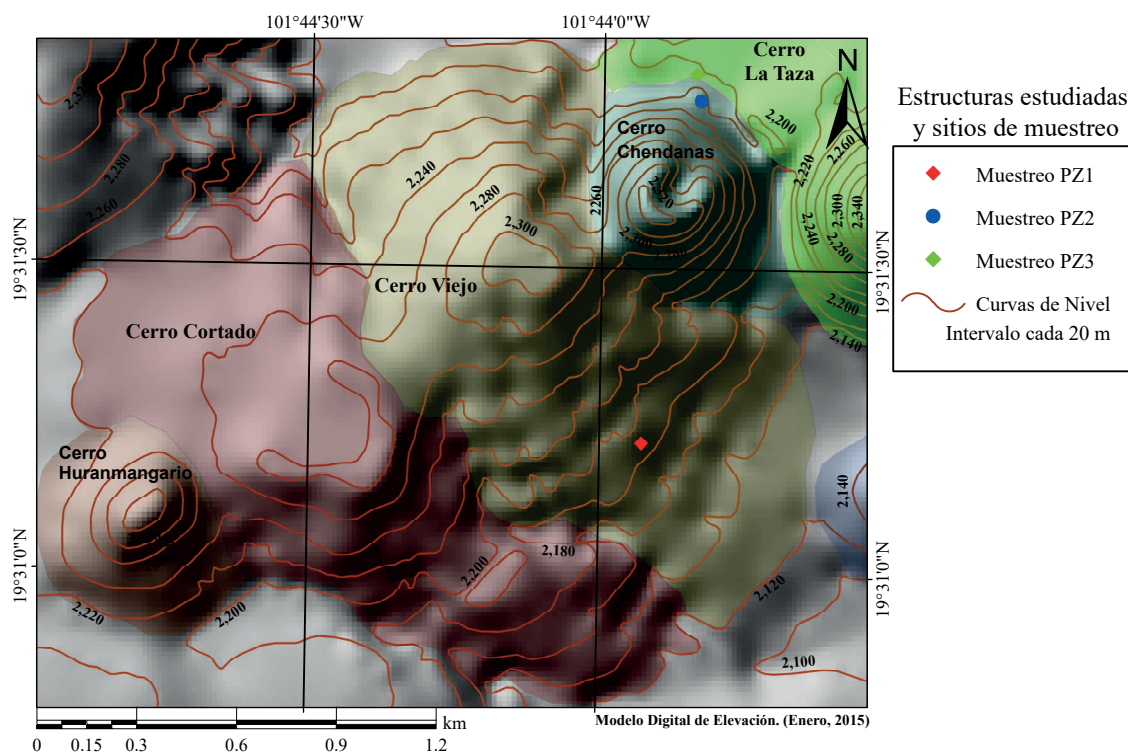 101°44'30"W
101°44'0"W
Cerro
La Taza
N
Cerro
Chendanas
2,280
2,260
2,240
2,280
2,300
2260
2,200
2,220
2,260
2,300
2,340
2,240
2,280
2,200
2,140
19°31'30"N
19°31'30"N
Cerro Viejo
Cerro Cortado
Cerro
Huranmangario
2,140
2,180
2,200
2,120
2,220
2,200
2,100
19°31'0"N
19°31'0"N
Modelo Digital de Elevación. (Enero, 2015)
km
0 0.15 0.3 0.6 0.9 1.2
Estructuras estudiadas
y sitios de muestreo
Muestreo PZ1
Muestreo PZ2
Muestreo PZ3
Curvas de Nivel
Intervalo cada 20 m